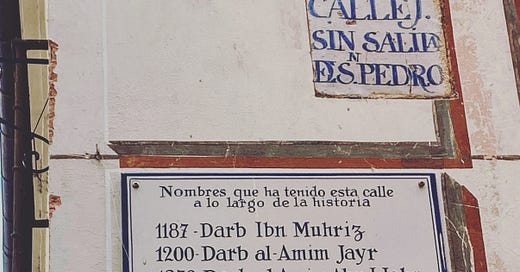 CALLEJ.
SIN SALIDA
DE S.N PEDRO
Nombres que ha tenido esta calle
a lo largo de la historia
1187-Darb Ibn Muhriz
1200-Darb al-Amim Jayr